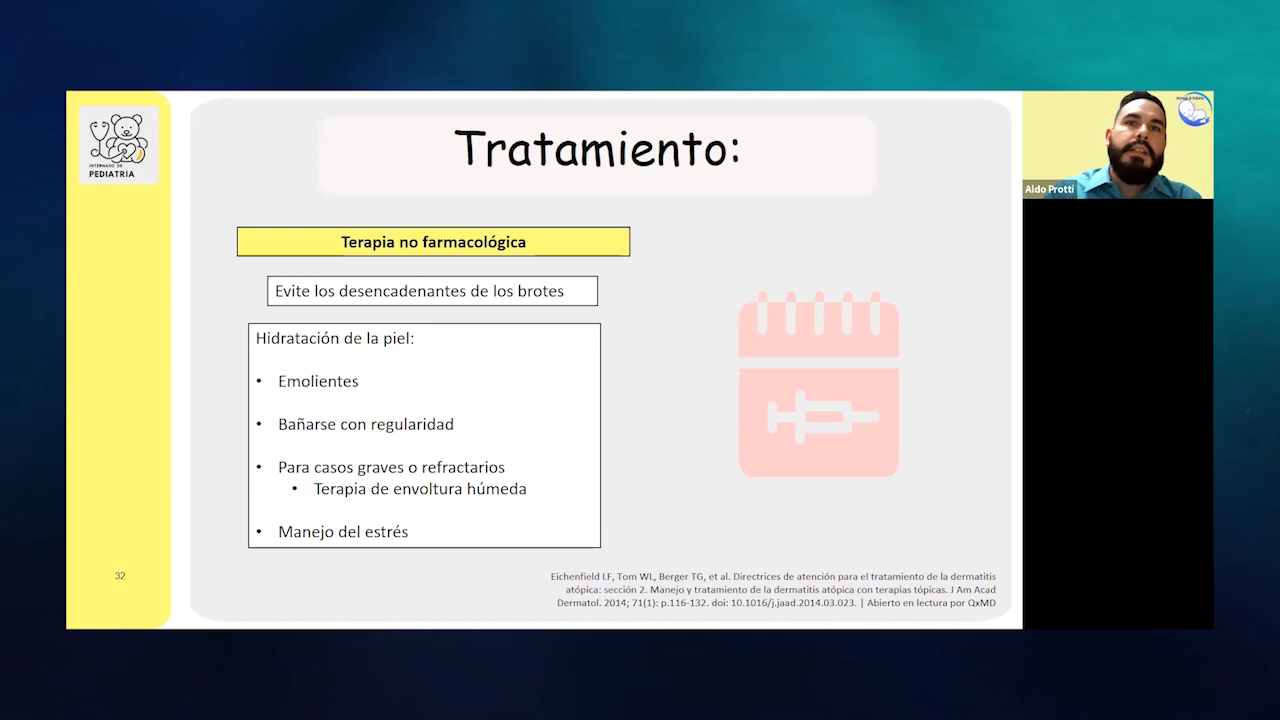 INTERNADO DE
PEDIATRIA
Tratamiento:
Terapia no farmacológica
Evite los desencadenantes de los brotes
Hidratación de la piel:
• Emolientes
• Bañarse con regularidad
• Para casos graves o refractarios
• Terapia de envoltura húmeda
• Manejo del estrés
32
Eichenfield LF, Tom WL, Berger TG, et al. Directrices de atención para el tratamiento de la dermatitis
atópica: sección 2. Manejo y tratamiento de la dermatitis atópica con terapias tópicas. J Am Acad
Dermatol. 2014; 71(1): p.116-132. doi: 10.1016/j.jaad.2014.03.023. | Abierto en lectura por QxMD
Aldo Protti